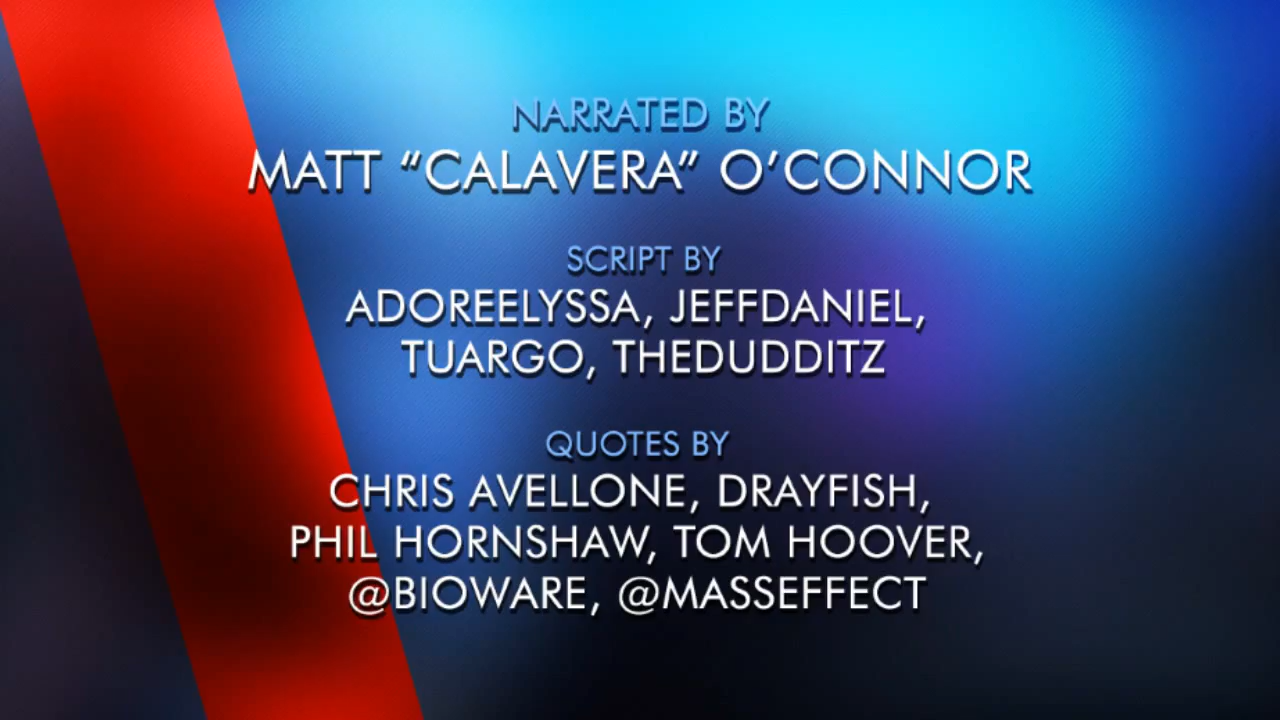 NARRATED BY
MATT “CALAVERA” O’CONNOR
SCRIPT BY
ADOREELYSSA, JEFFDANIEL,
TUARGO, THEDUDDITZ
QUOTES BY
CHRIS AVELLONE, DRAYFISH,
PHIL HORNSHAW, TOM HOOVER,
@BIOWARE, @MASSEFFECT